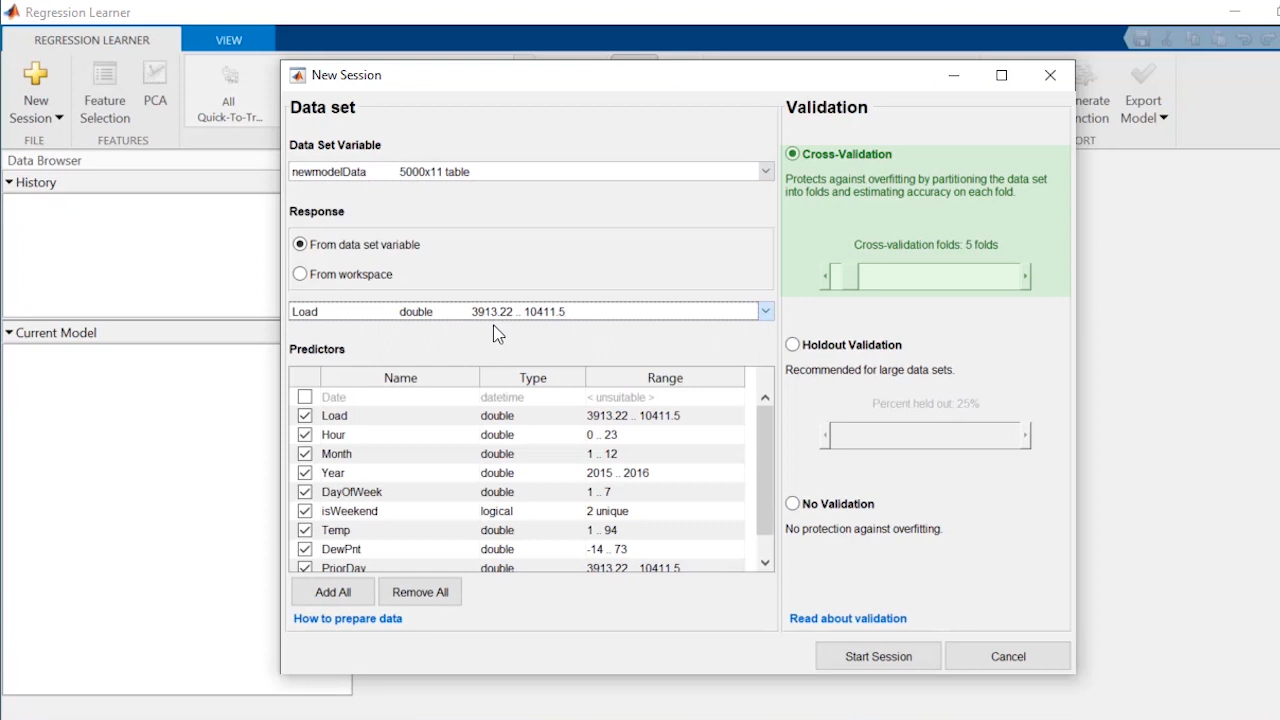 Regression Learner
REGRESSION LEARNER
VIEW
New
Session
FILE
Feature
Selection
PCA
FEATURES
All
Quick-To-Tr...
nerate
nction
Export
Model
ORT
Data Browser
History
Current Model
New Session
Data set
Data Set Variable
newmodelData 5000x11 table
Response
From data set variable
From workspace
Load double 3913.22 .. 10411.5
Predictors
Name Type Range
Date datetime < unsuitable >
Load double 3913.22 .. 10411.5
Hour double 0 .. 23
Month double 1 .. 12
Year double 2015 .. 2016
DayOfWeek double 1 .. 7
isWeekend logical 2 unique
Temp double 1 .. 94
DewPnt double -14 .. 73
PriorDay double 3913.22 .. 10411.5
Add All
Remove All
How to prepare data
Validation
Cross-Validation
Protects against overfitting by partitioning the data set
into folds and estimating accuracy on each fold.
Cross-validation folds: 5 folds
Holdout Validation
Recommended for large data sets.
Percent held out: 25%
No Validation
No protection against overfitting.
Read about validation
Start Session
Cancel